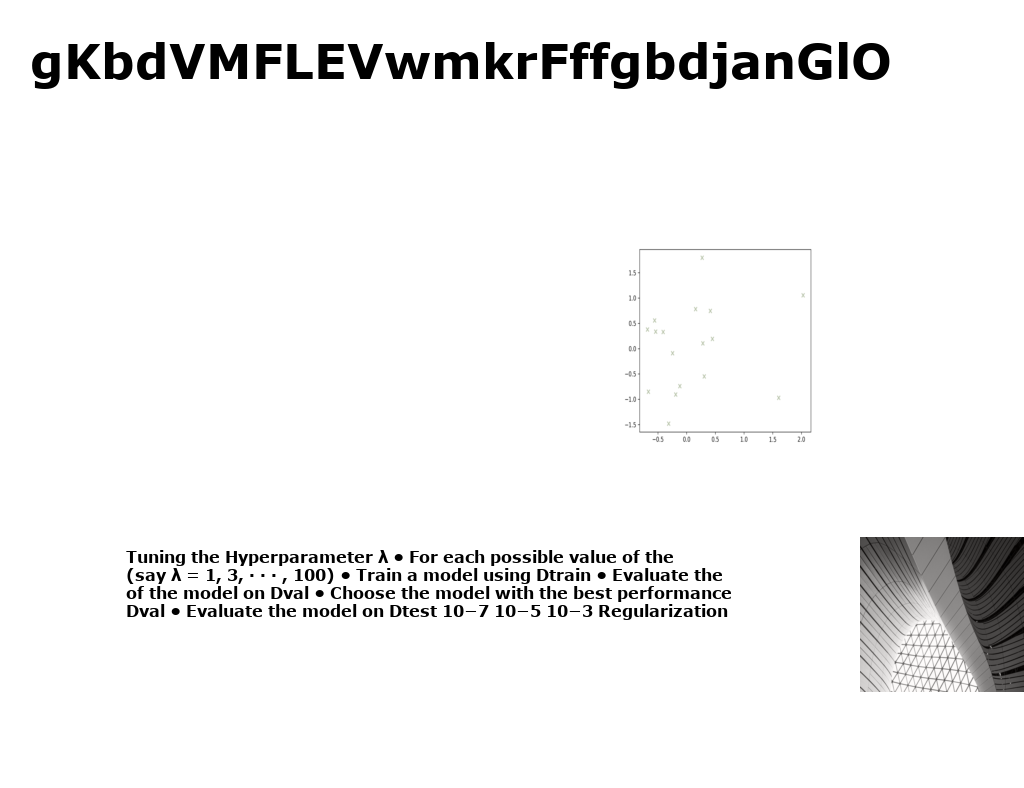 gKbdVMFLEVwmkrFffgbdjanGlO
1.5
1.0
0.5
0.0
−0.5
−1.0
−1.5
−0.5 0.0 0.5 1.0 1.5 2.0
Tuning the Hyperparameter λ • For each possible value of the
(say λ = 1, 3, · · · , 100) • Train a model using Dtrain • Evaluate the
of the model on Dval • Choose the model with the best performance
Dval • Evaluate the model on Dtest 10−7 10−5 10−3 Regularization